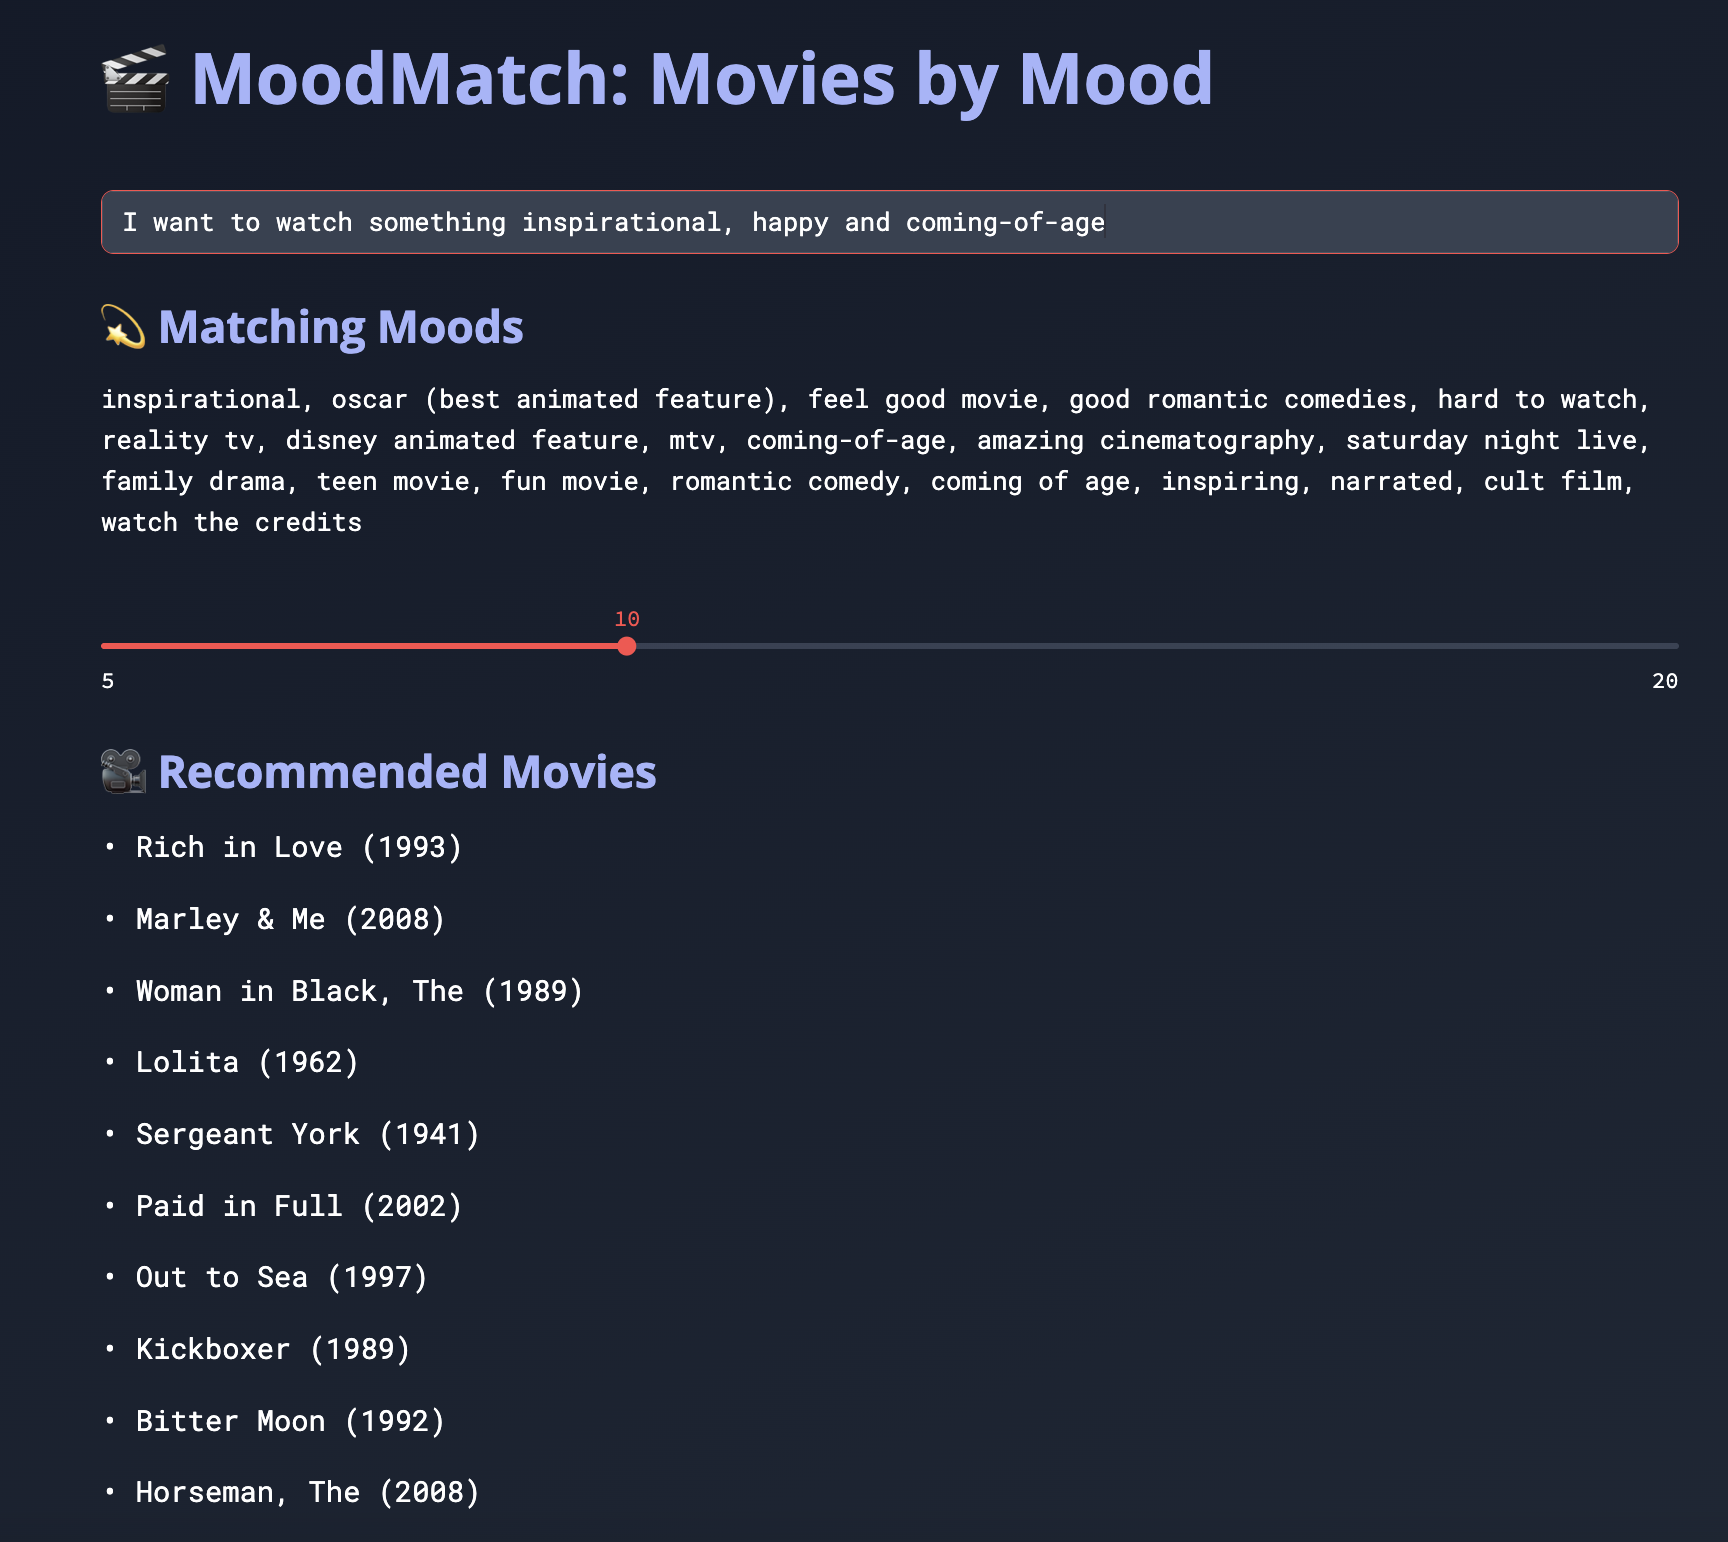 🎬 MoodMatch: Movies by Mood
I want to watch something inspirational, happy and coming-of-age
💫 Matching Moods
inspirational, oscar (best animated feature), feel good movie, good romantic comedies, hard to watch,
reality tv, disney animated feature, mtv, coming-of-age, amazing cinematography, saturday night live,
family drama, teen movie, fun movie, romantic comedy, coming of age, inspiring, narrated, cult film,
watch the credits
10
5 20
🎥 Recommended Movies
• Rich in Love (1993)
• Marley & Me (2008)
• Woman in Black, The (1989)
• Lolita (1962)
• Sergeant York (1941)
• Paid in Full (2002)
• Out to Sea (1997)
• Kickboxer (1989)
• Bitter Moon (1992)
• Horseman, The (2008)